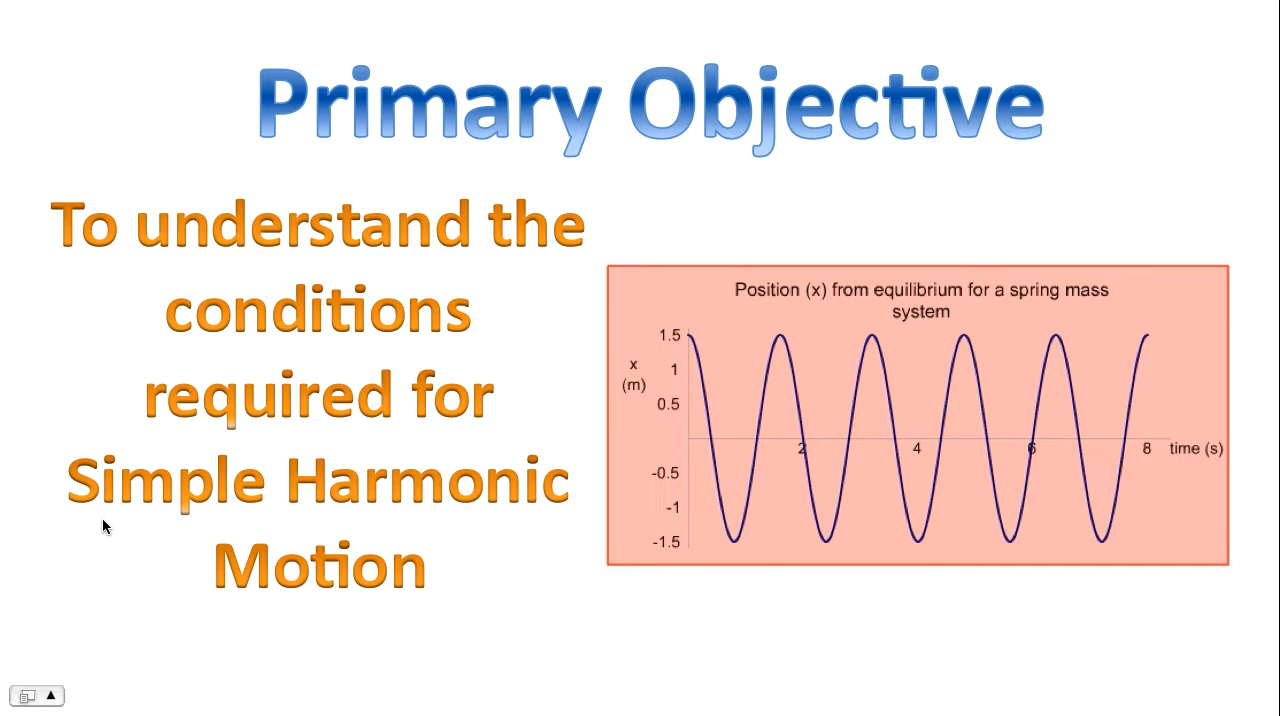 Primary Objective
To understand the
conditions
required for
Simple Harmonic
Motion
Position (x) from equilibrium for a spring mass
system
1.5
x
(m)
1
0.5
2 4 6 8 time (s)
-0.5
-1
-1.5